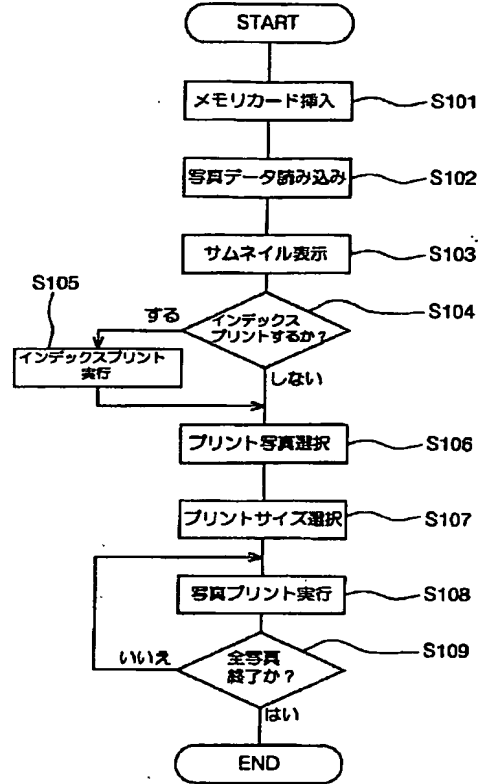 START
メモリカード挿入
S101
写真データ読み込み
S102
サムネイル表示
S103
S105
する
インデックス
プリントするか？
S104
インデックスプリント
実行
しない
プリント写真選択
S106
プリントサイズ選択
S107
写真プリント実行
S108
いいえ
全写真
終了か？
S109
はい
END